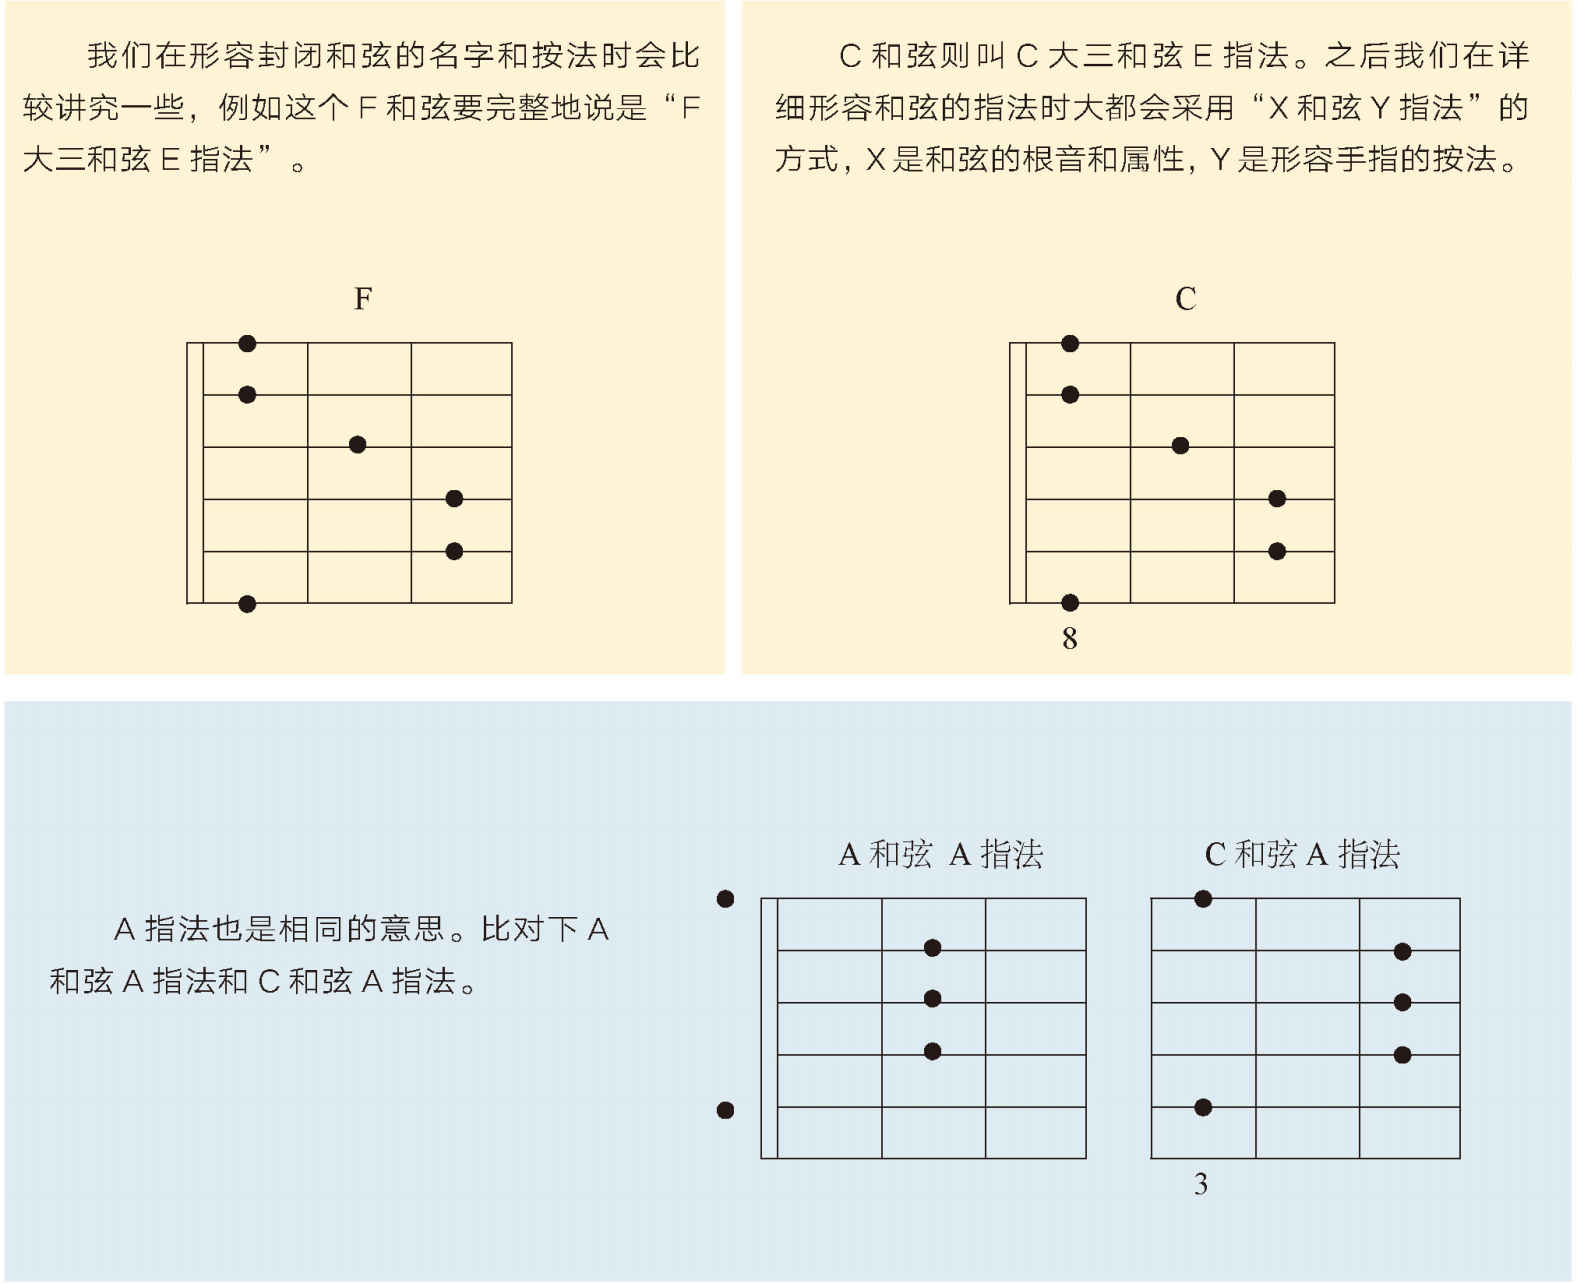 我们在形容封闭和弦的名字和按法时会比
较讲究一些，例如这个 F 和弦要完整地说是“F
大三和弦 E 指法”。
F
C 和弦则叫 C 大三和弦 E 指法。之后我们在详
细形容和弦的指法时大都会采用“X 和弦 Y 指法”的
方式，X 是和弦的根音和属性，Y 是形容手指的按法。
C
8
A 指法也是相同的意思。比对下 A
和弦 A 指法和 C 和弦 A 指法。
A 和弦 A 指法
C 和弦 A 指法
3